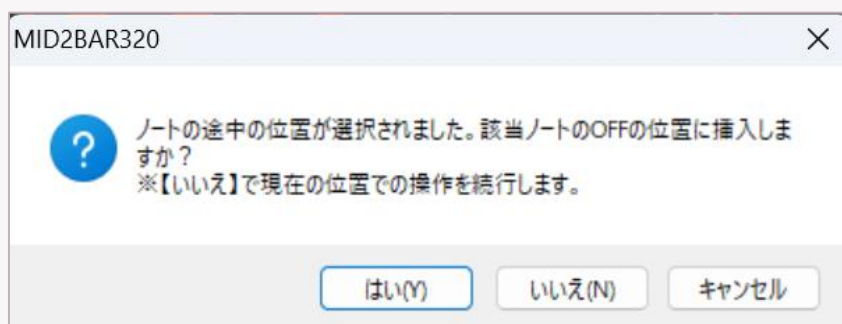 MID2BAR320
ノートの途中の位置が選択されました。該当ノートのOFFの位置に挿入しま
すか？
※【いいえ】で現在の位置での操作を続行します。
はい(Y)
いいえ(N)
キャンセル